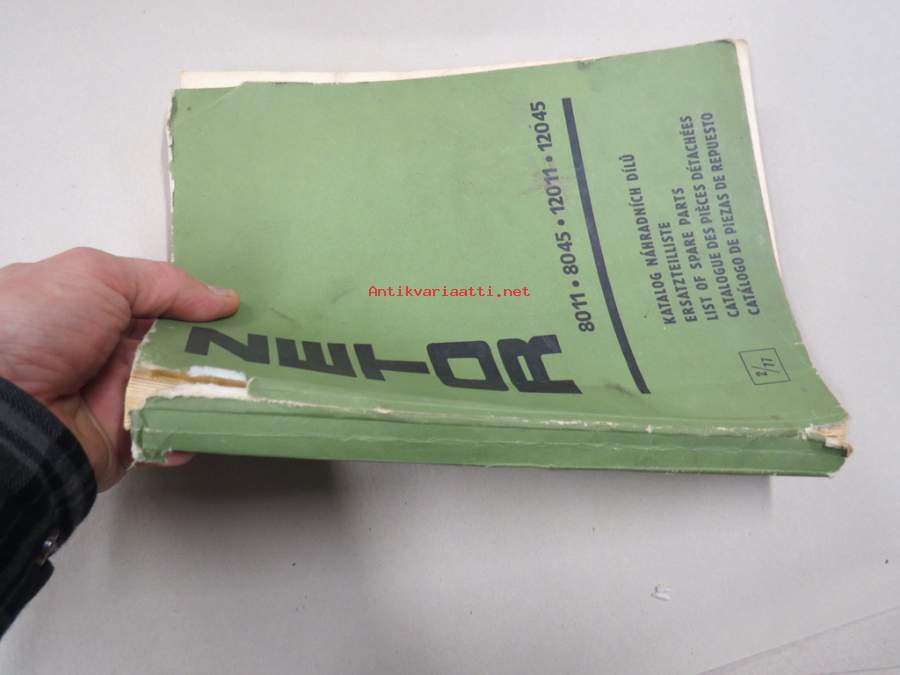 ZETOR
8011 • 8045 • 12011 • 12045
KATALOG NÁHRADNÍCH DÍLŮ
ERSATZTEILLISTE
LIST OF SPARE PARTS
CATALOGUE DES PIÈCES DÉTACHÉES
CATÁLOGO DE PIEZAS DE REPUESTO
2/77
Antikvariaatti.net